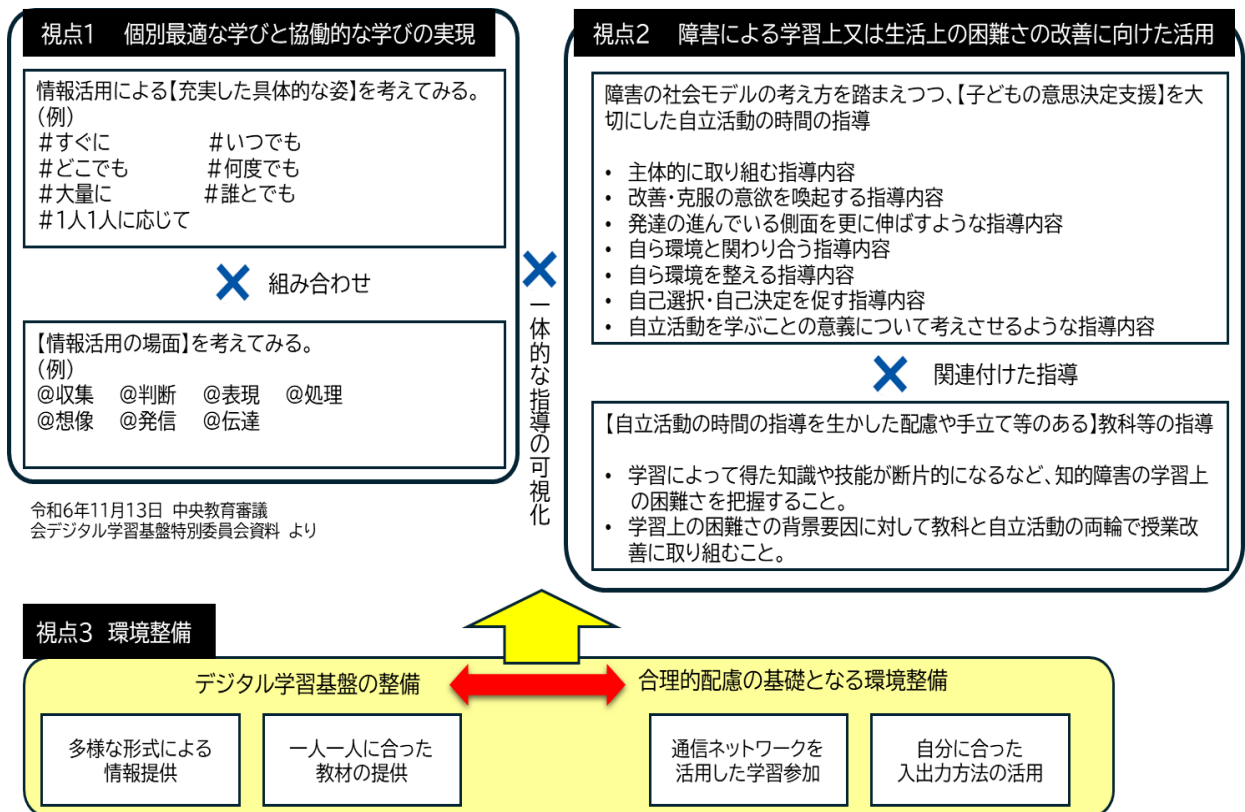 視点1　個別最適な学びと協働的な学びの実現
情報活用による【充実した具体的な姿】を考えてみる。
(例)
＃すぐに　＃いつでも
＃どこでも　＃何度でも
＃大量に　＃誰とでも
＃1人1人に応じて
組み合わせ
【情報活用の場面】を考えてみる。
(例)
@収集　@判断　@表現　@処理
@想像　@発信　@伝達
令和6年11月13日 中央教育審議
会デジタル学習基盤特別委員会資料 より
一体的な指導の可視化
視点2　障害による学習上又は生活上の困難さの改善に向けた活用
障害の社会モデルの考え方を踏まえつつ、【子どもの意思決定支援】を大
切にした自立活動の時間の指導
• 主体的に取り組む指導内容
• 改善・克服の意欲を喚起する指導内容
• 発達の進んでいる側面を更に伸ばすような指導内容
• 自ら環境と関わり合う指導内容
• 自ら環境を整える指導内容
• 自己選択・自己決定を促す指導内容
• 自立活動を学ぶことの意義について考えさせるような指導内容
関連付けた指導
【自立活動の時間の指導を生かした配慮や手立て等のある】教科等の指導
• 学習によって得た知識や技能が断片的になるなど、知的障害の学習上
の困難さを把握すること。
• 学習上の困難さの背景要因に対して教科と自立活動の両輪で授業改
善に取り組むこと。
視点3 環境整備
デジタル学習基盤の整備
合理的配慮の基礎となる環境整備
多様な形式による
情報提供
一人一人に合った
教材の提供
通信ネットワークを
活用した学習参加
自分に合った
入出力方法の活用